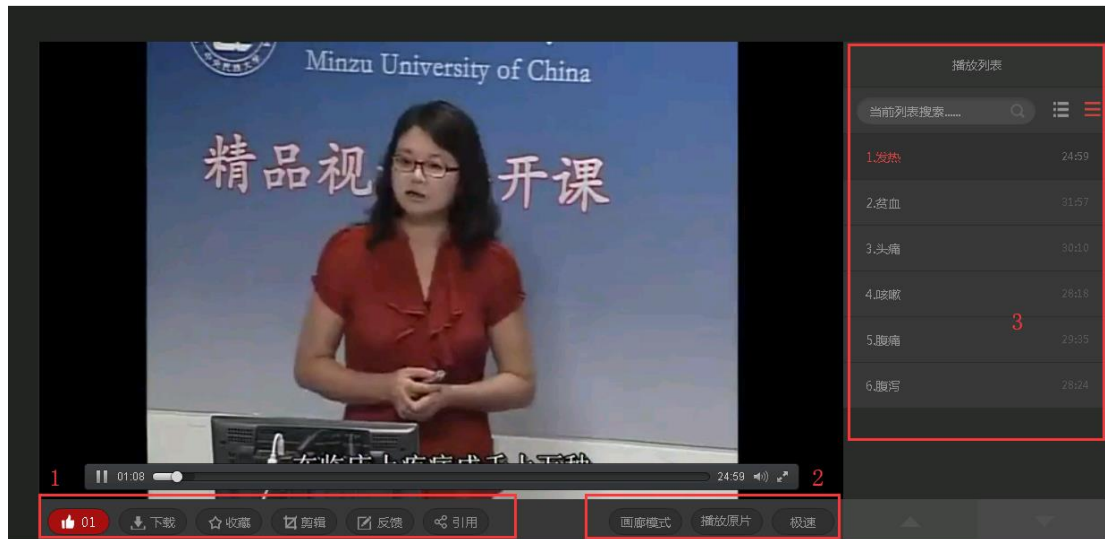 Minzu University of China
精品视 开课
播放列表
当前列表搜索......
1.发热 24:59
2.贫血 31:57
3.头痛 30:10
4.咳嗽 28:18
3
5.腹痛 29:35
6.腹泻 28:24
1
01:08 24:59
2
01 下载 收藏 剪辑 反馈 引用
画廊模式 播放原片 极速